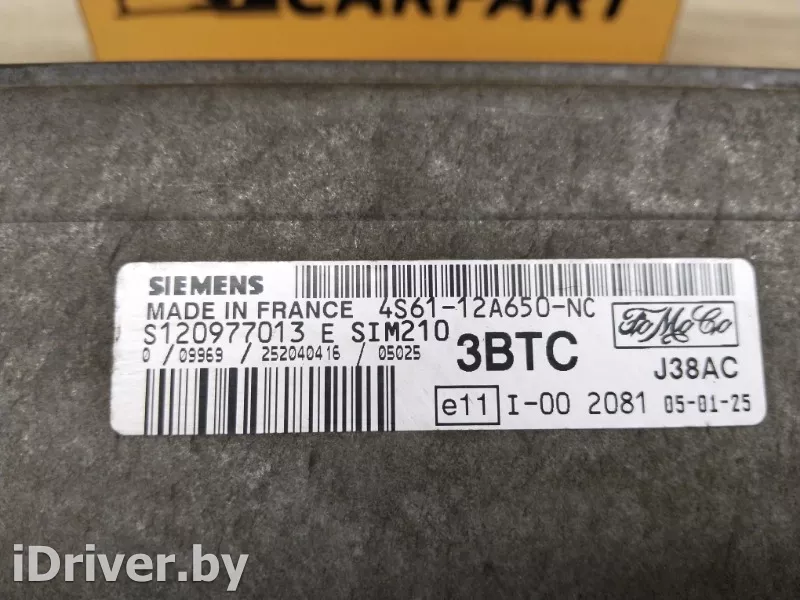 CARPART
SIEMENS
MADE IN FRANCE 4S61-12A650-NC
S120977013 E SIM210
0 / 09969 / 252040416 / 05025
3BTC
FoMoCo
J38AC
e11 I-00 2081 05-01-25
iDriver.by